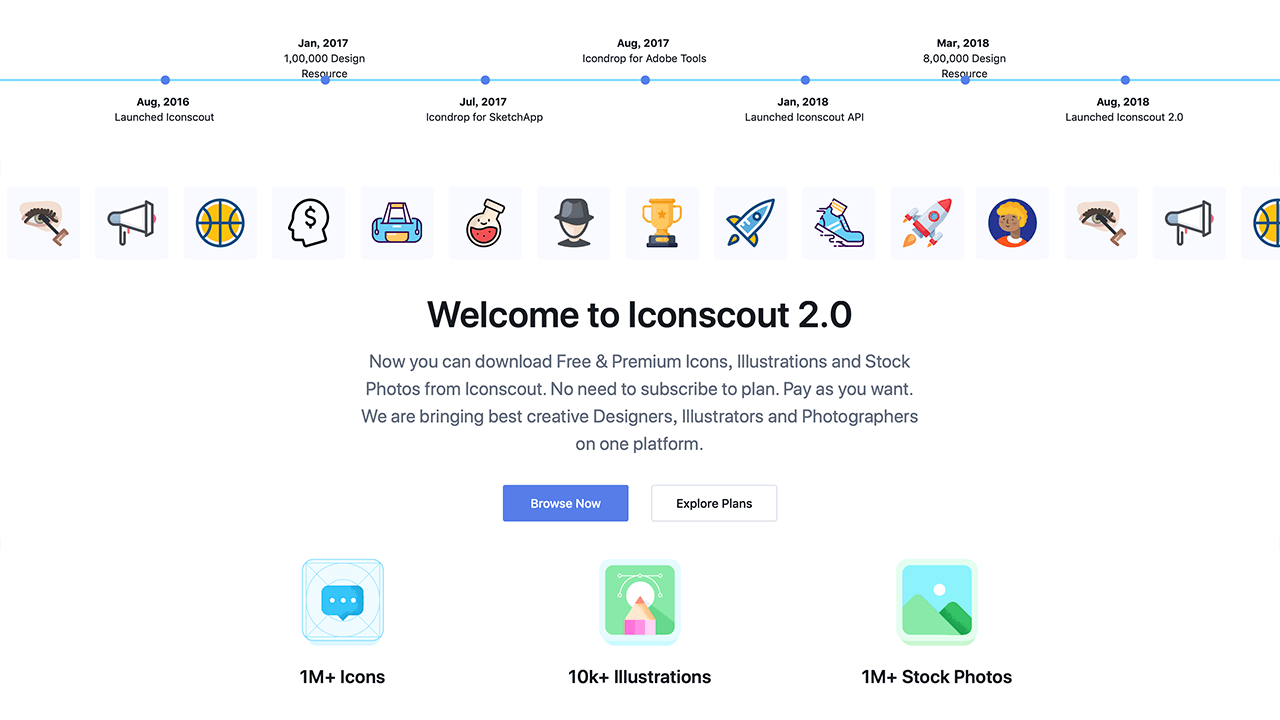 Jan, 2017
1,00,000 Design
Resource
Aug, 2017
Icondrop for Adobe Tools
Mar, 2018
8,00,000 Design
Resource
Aug, 2016
Launched Iconscout
Jul, 2017
Icondrop for SketchApp
Jan, 2018
Launched Iconscout API
Aug, 2018
Launched Iconscout 2.0
$
Welcome to Iconscout 2.0
Now you can download Free & Premium Icons, Illustrations and Stock
Photos from Iconscout. No need to subscribe to plan. Pay as you want.
We are bringing best creative Designers, Illustrators and Photographers
on one platform.
Browse Now
Explore Plans
1M+ Icons
10k+ Illustrations
1M+ Stock Photos